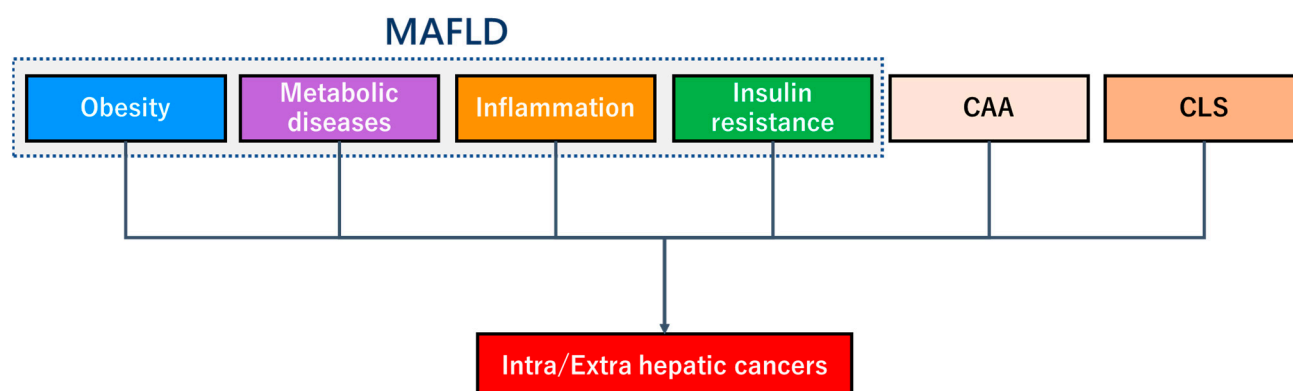 MAFLD
Obesity
Metabolic
diseases
Inflammation
Insulin
resistance
CAA
CLS
Intra/Extra hepatic cancers